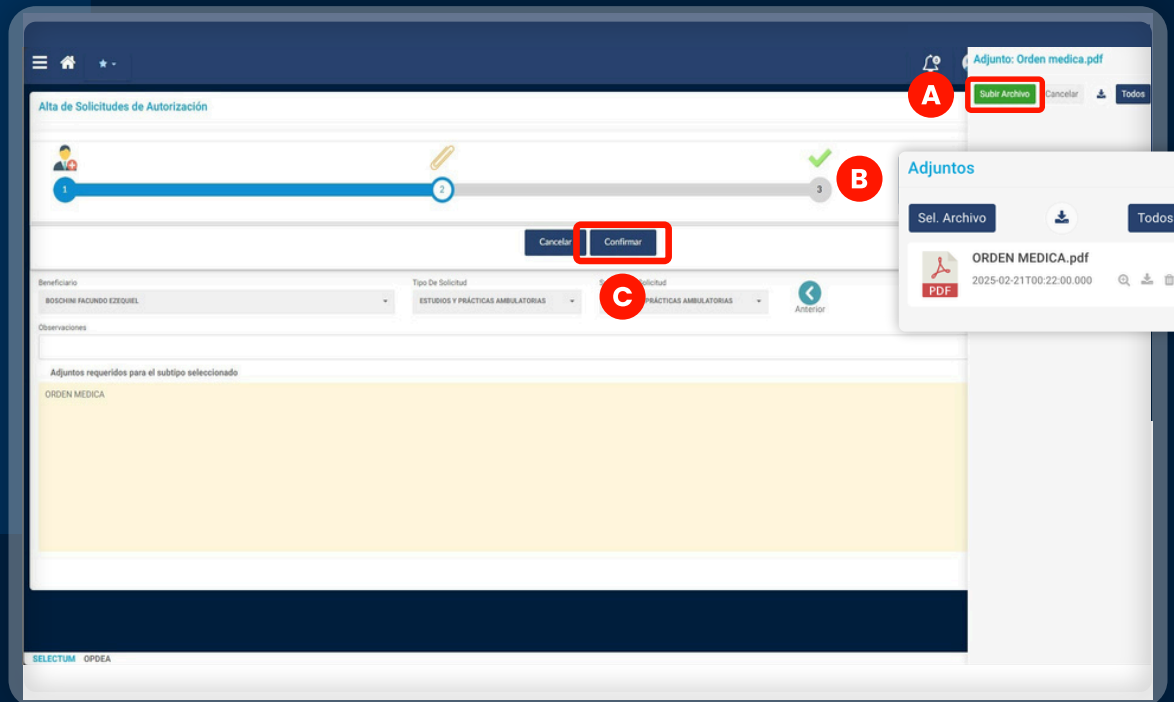 Adjunto: Orden medica.pdf
A
Subir Archivo Cancelar Todos
Alta de Solicitudes de Autorización
1 2 3
B
Adjuntos
Sel. Archivo Todos
ORDEN MEDICA.pdf
2025-02-21T00:22:00.000
PDF
Cancelar Confirmar
C
Beneficiario Tipo De Solicitud
BOSCHINI FACUNDO EZEQUIEL ESTUDIOS Y PRÁCTICAS AMBULATORIAS PRÁCTICAS AMBULATORIAS
Anterior
Observaciones
Adjuntos requeridos para el subtipo seleccionado
ORDEN MEDICA
SELECTUM OPDEA